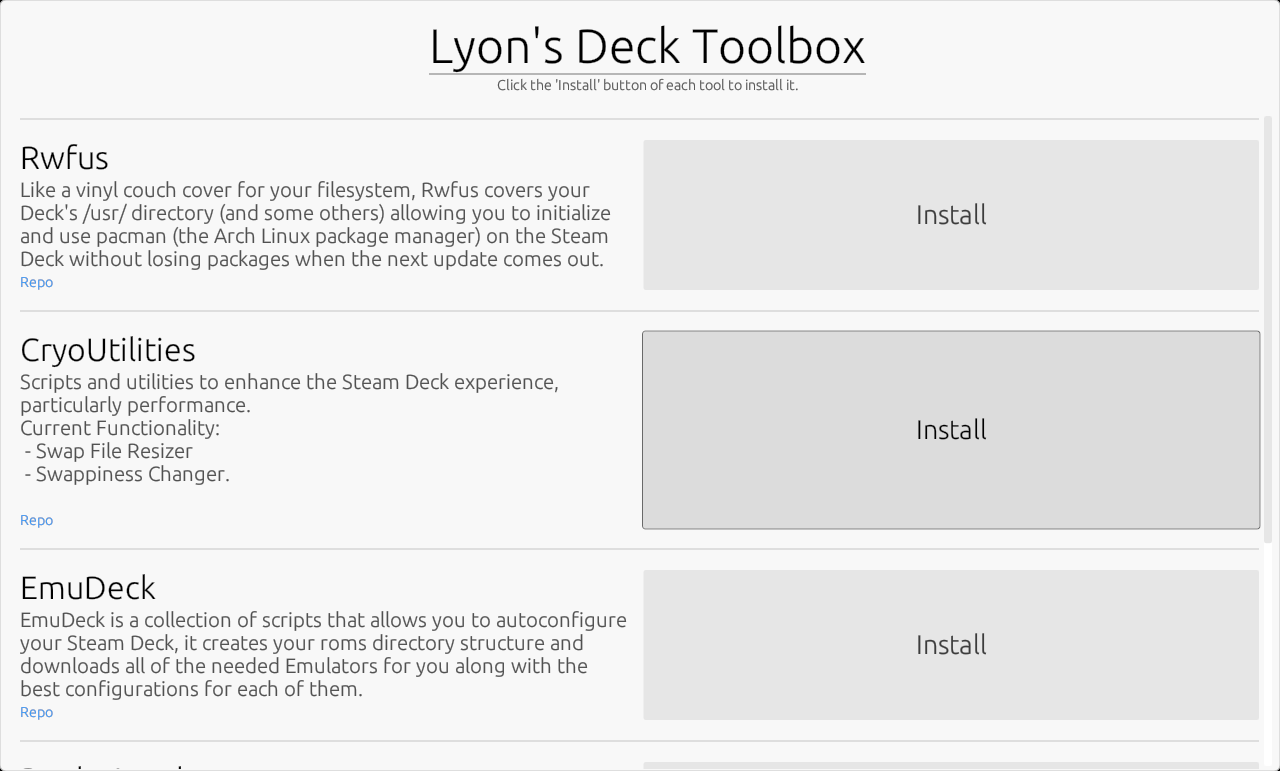 Lyon's Deck Toolbox
Click the 'Install' button of each tool to install it.
Rwfus
Like a vinyl couch cover for your filesystem, Rwfus covers your
Deck's /usr/ directory (and some others) allowing you to initialize
and use pacman (the Arch Linux package manager) on the Steam
Deck without losing packages when the next update comes out.
Repo
Install
CryoUtilities
Scripts and utilities to enhance the Steam Deck experience,
particularly performance.
Current Functionality:
- Swap File Resizer
- Swappiness Changer.
Repo
Install
EmuDeck
EmuDeck is a collection of scripts that allows you to autoconfigure
your Steam Deck, it creates your roms directory structure and
downloads all of the needed Emulators for you along with the
best configurations for each of them.
Repo
Install